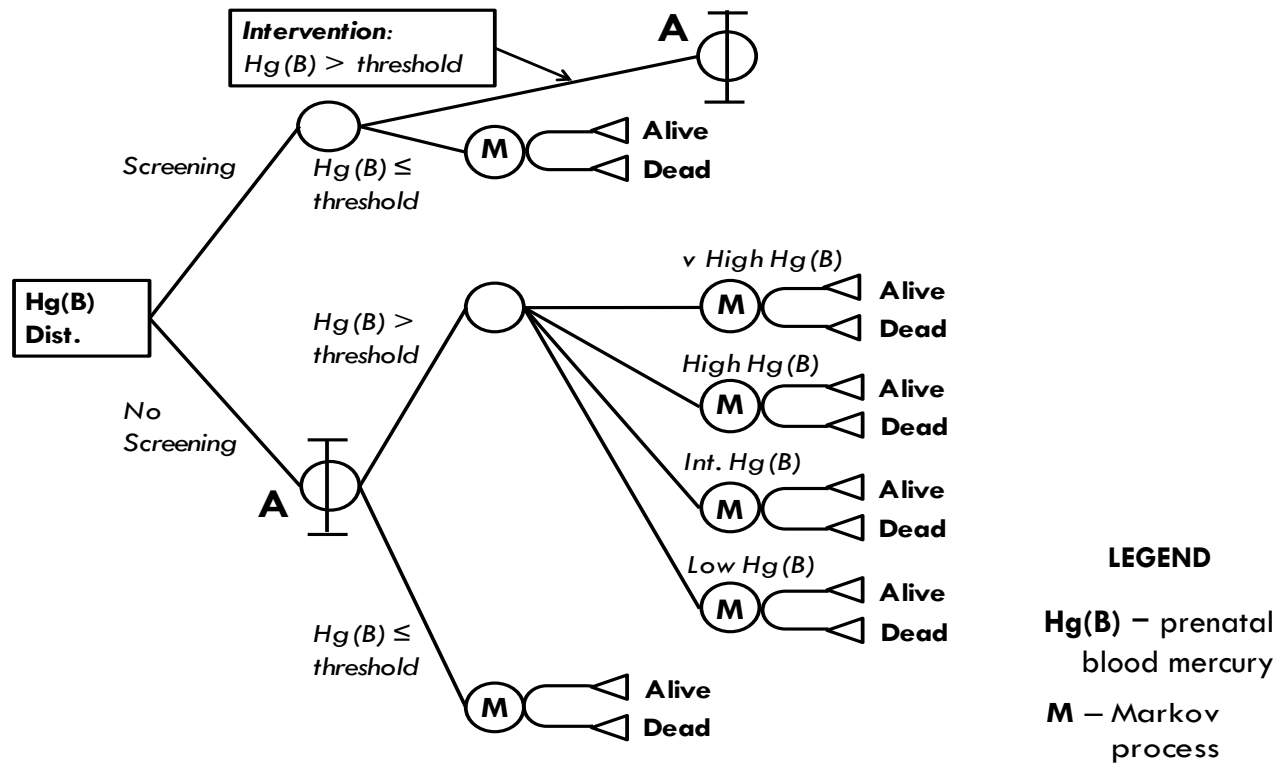 Intervention:
Hg(B) > threshold
A
Alive
M
Dead
Screening
Hg(B) ≤
threshold
v High Hg(B)
M
Alive
Dead
Hg(B)
Dist.
Hg(B) >
threshold
High Hg(B)
M
Alive
Dead
No
Screening
A
Int. Hg(B)
M
Alive
Dead
Low Hg(B)
M
Alive
Dead
Hg(B) ≤
threshold
M
Alive
Dead
LEGEND
Hg(B) – prenatal
blood mercury
M – Markov
process